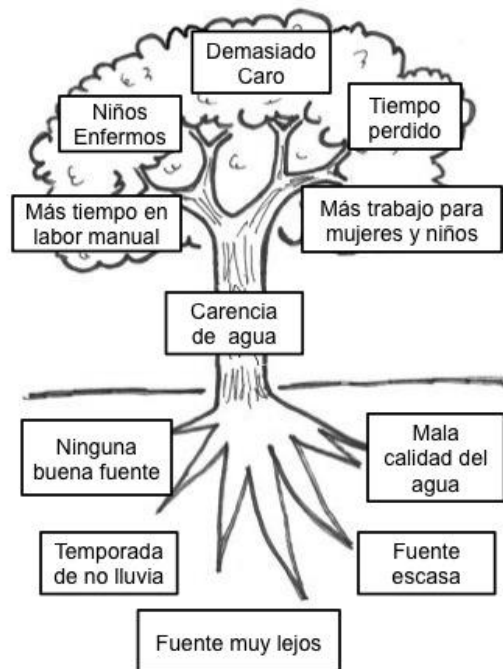 Demasiado
Caro
Niños
Enfermos
Tiempo
perdido
Más tiempo en
labor manual
Más trabajo para
mujeres y niños
Carencia
de agua
Ninguna
buena fuente
Mala
calidad del
agua
Temporada
de no lluvia
Fuente
escasa
Fuente muy lejos